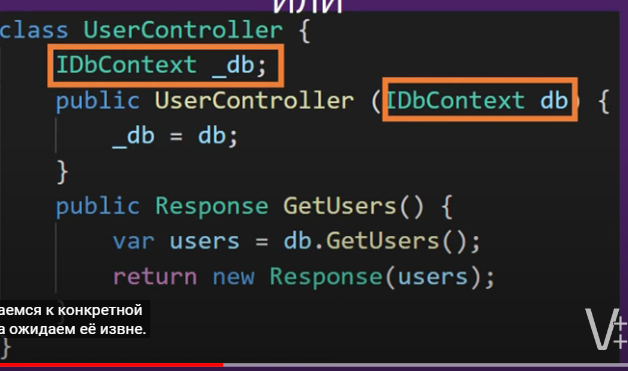 ИЛИ
class UserController {
IDbContext _db;
public UserController (IDbContext db) {
_db = db;
}
public Response GetUsers() {
var users = db.GetUsers();
return new Response(users);
}
аемся к конкретной
а ожидаем её извне.
}
V++